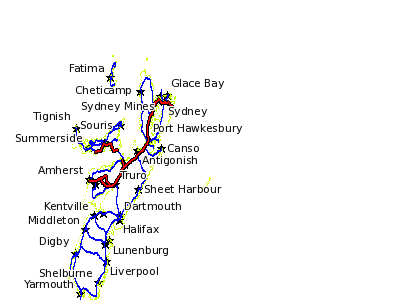 Fatima
Glace Bay
Cheticamp
Sydney Mines
Sydney
Tignish
Souris
Port Hawkesbury
Summerside
Canso
Antigonish
Amherst
Truro
Sheet Harbour
Kentville
Dartmouth
Middleton
Halifax
Digby
Lunenburg
Shelburne
Liverpool
Yarmouth